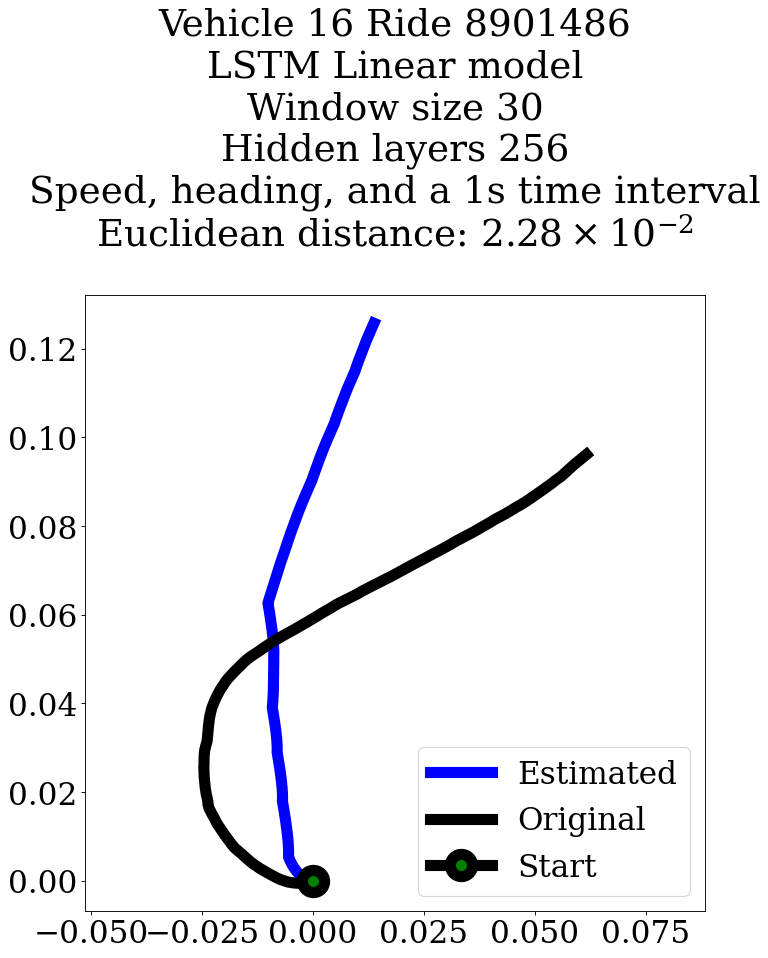 Vehicle 16 Ride 8901486
LSTM Linear model
Window size 30
Hidden layers 256
Speed, heading, and a 1s time interval
Euclidean distance: 2.28 × 10⁻²
0.12
0.10
0.08
0.06
0.04
0.02
0.00
Estimated
Original
Start
−0.050 −0.025 0.000 0.025 0.050 0.075